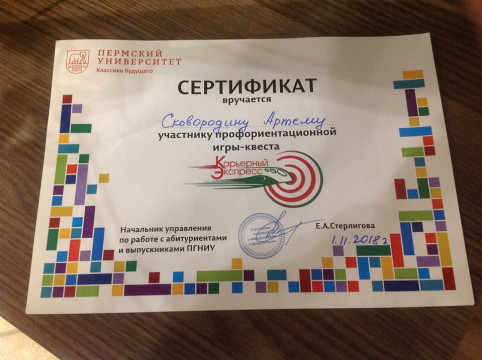 ПЕРМСКИЙ
УНИВЕРСИТЕТ
Классика будущего
СЕРТИФИКАТ
вручается
Сковородину Артему
участнику профориентационной
игры-квеста
Карьерный
Экспресс
Начальник управления
по работе с абитуриентами
и выпускниками ПГНИУ
Е.А.Стерлигова
1.11.2018г